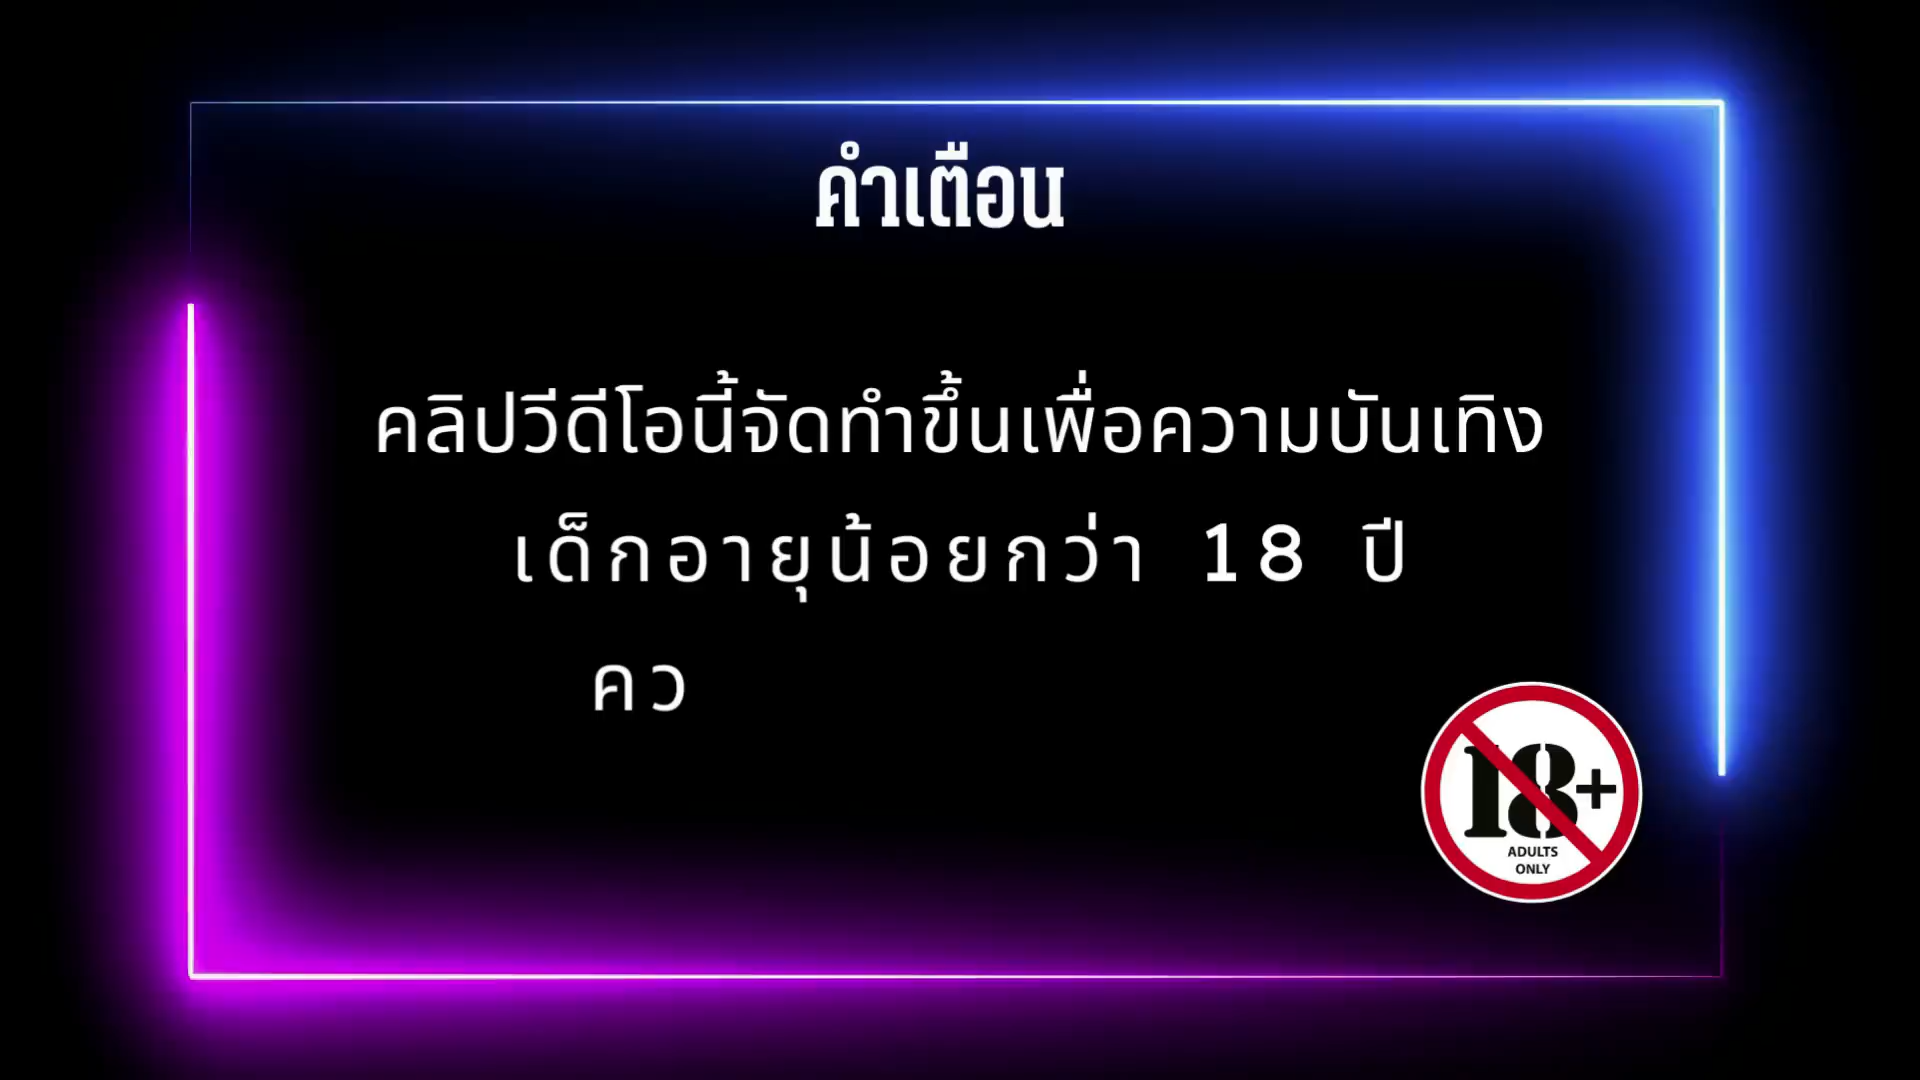 คำเตือน
คลิปวีดีโอนี้จัดทำขึ้นเพื่อความบันเทิง
เด็กอายุน้อยกว่า 18 ปี
คว
18+
ADULTS
ONLY